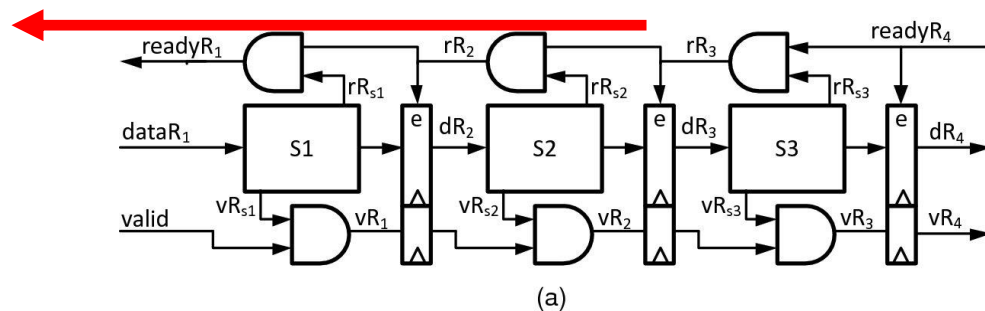 readyR1 rR2 rR3 readyR4
rRs1 rRs2 rRs3
e e e
dataR1 S1 dR2 S2 dR3 S3 dR4
vRs1 vRs2 vRs3
valid vR1 vR2 vR3 vR4
(a)